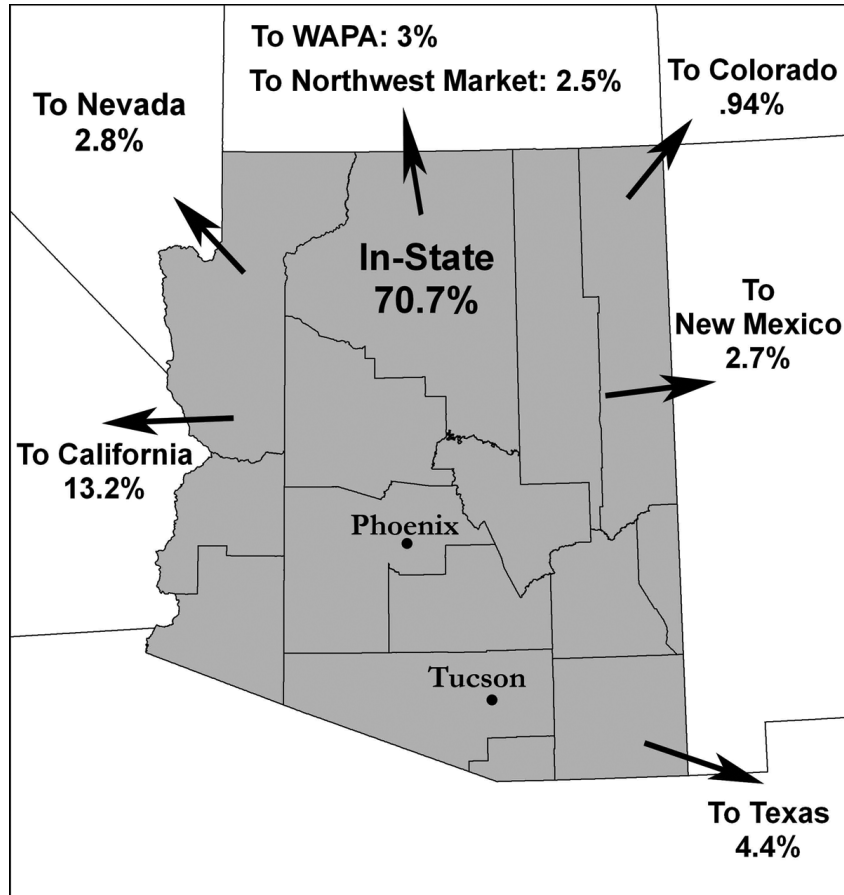 To WAPA: 3%
To Northwest Market: 2.5%
To Colorado
.94%
To Nevada
2.8%
In-State
70.7%
To
New Mexico
2.7%
To California
13.2%
Phoenix
Tucson
To Texas
4.4%